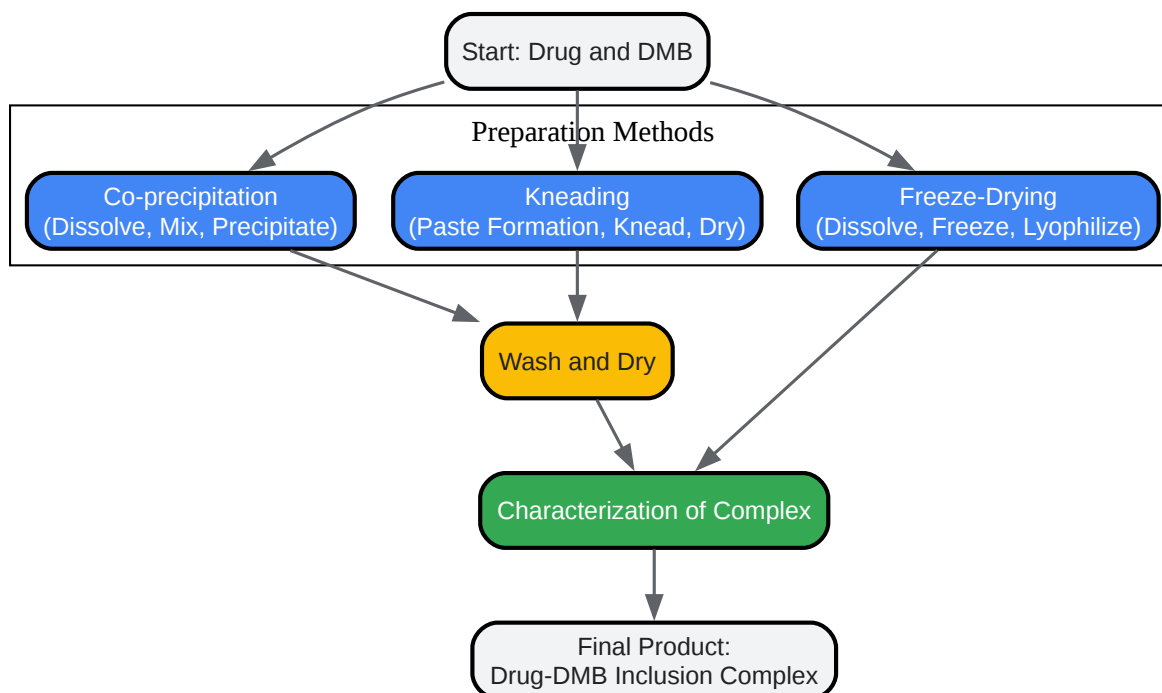 Start: Drug and DMB
Preparation Methods
Co-precipitation
(Dissolve, Mix, Precipitate)
Kneading
(Paste Formation, Knead, Dry)
Freeze-Drying
(Dissolve, Freeze, Lyophilize)
Wash and Dry
Characterization of Complex
Final Product:
Drug-DMB Inclusion Complex